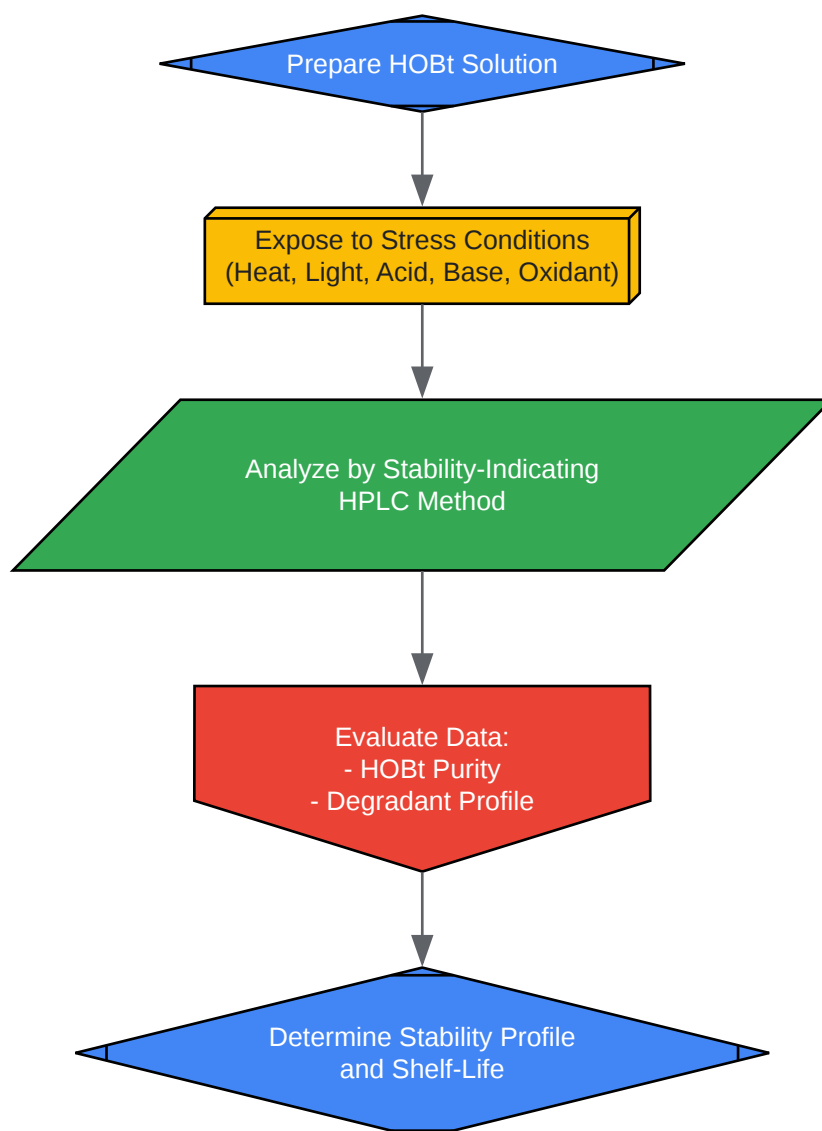 Prepare HOBt Solution
Expose to Stress Conditions
(Heat, Light, Acid, Base, Oxidant)
Analyze by Stability-Indicating
HPLC Method
Evaluate Data:
- HOBt Purity
- Degradant Profile
Determine Stability Profile
and Shelf-Life